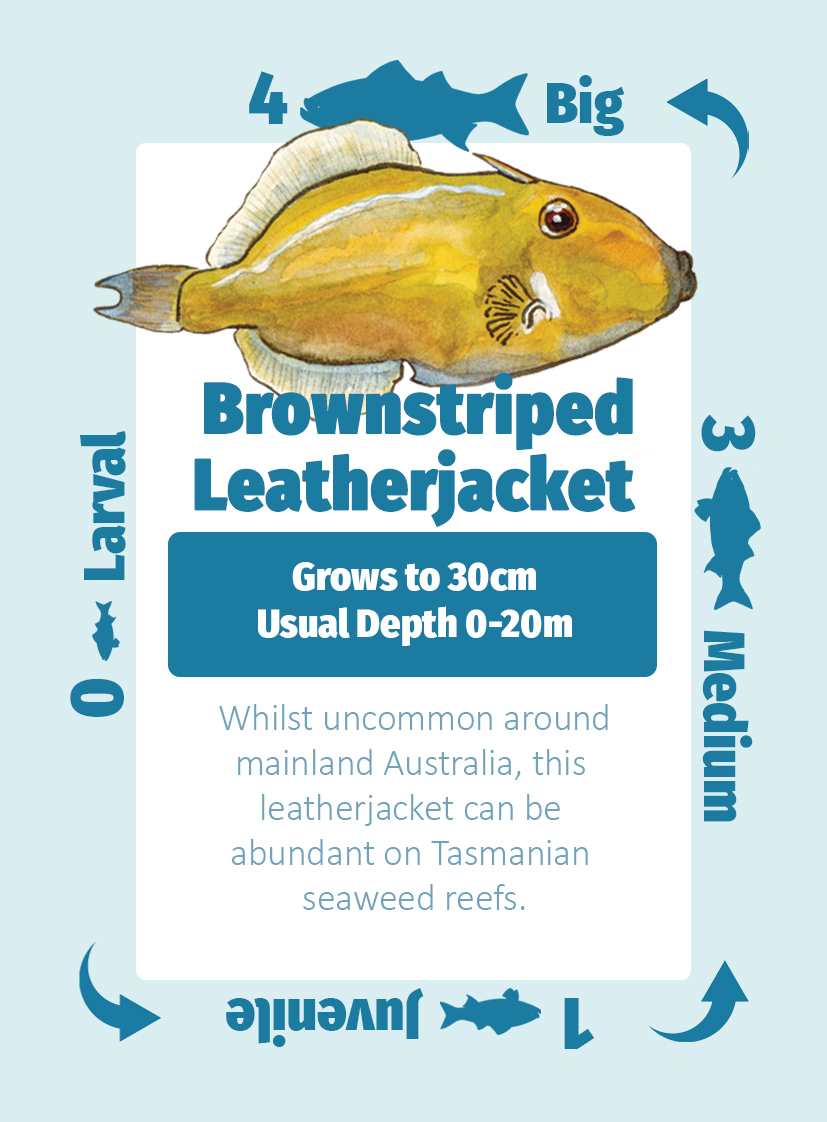 4 Big
Brownstriped
Leatherjacket
Grows to 30cm
Usual Depth 0-20m
Whilst uncommon around
mainland Australia, this
leatherjacket can be
abundant on Tasmanian
seaweed reefs.
3 Medium
1 Juvenile
0 Larval